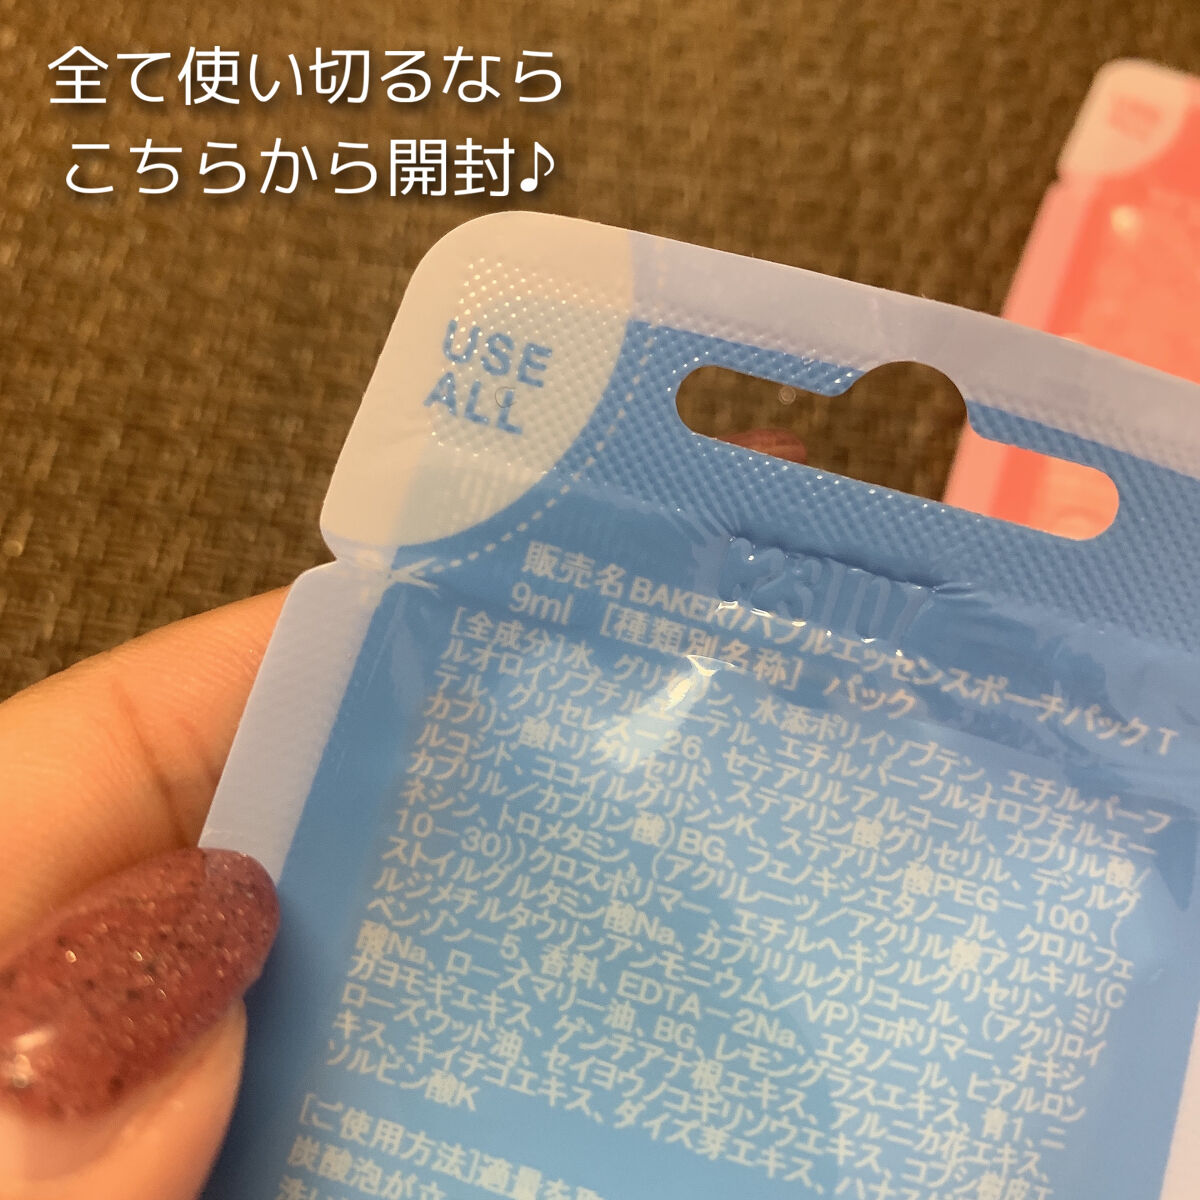 全て使い切るなら
こちらから開封♪
USE
ALL
販売名BAKERYバブルエッセンスポーチパックT
9ml [種類別名称] パック
[全成分]水、グリセリン、水添ポリイソブテン、エチルパーフ
ルオロイソブチルエーテル、エチルパーフルオロブチルエー
テル、グリセレス−26、セテアリルアルコール、カプリル酸/
カプリン酸トリグリセリド、ステアリン酸グリセリル、デシルグ
ルコシド、ココイルグリシンK、ステアリン酸PEG−100、(
カプリル/カプリン酸)BG、フェノキシエタノール、クロルフェ
ネシン、トロメタミン、(アクリレーツ/アクリル酸アルキル(C
10−30))クロスポリマー、エチルヘキシルグリセリン、ミリ
ストイルグルタミン酸Na、カプリリルグリコール、(アクリロイ
ルジメチルタウリンアンモニウム/VP)コポリマー、オキシ
ベンゾン−5、香料、EDTA−2Na、エタノール、ヒアルロン
酸Na、ローズマリー油、BG、レモングラスエキス、青1、ニ
ガヨモギエキス、ゲンチアナ根エキス、アルニカ花エキス、
ローズウッド油、セイヨウノコギリソウエキス、
キス、キイチゴエキス、ダイズ芽エキス、
ソルビン酸K
[ご使用方法]適量を
炭酸泡が